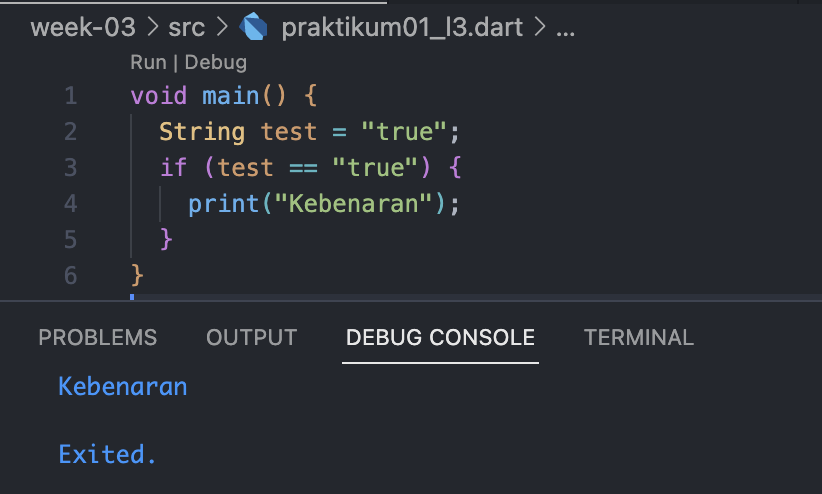 week-03 > src > praktikum01_l3.dart > ...
Run | Debug
1 void main() {
2   String test = "true";
3   if (test == "true") {
4     print("Kebenaran");
5   }
6 }
PROBLEMS OUTPUT DEBUG CONSOLE TERMINAL
Kebenaran
Exited.